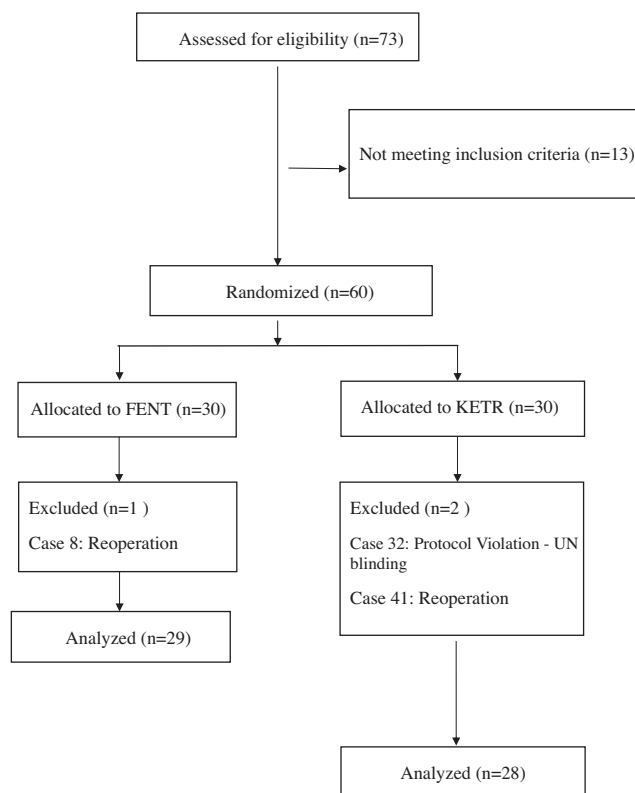 Assessed for eligibility (n=73)
Not meeting inclusion criteria (n=13)
Randomized (n=60)
Allocated to FENT (n=30)
Allocated to KETR (n=30)
Excluded (n=1 )
Case 8: Reoperation
Excluded (n=2 )
Case 32: Protocol Violation - UN
blinding
Case 41: Reoperation
Analyzed (n=29)
Analyzed (n=28)